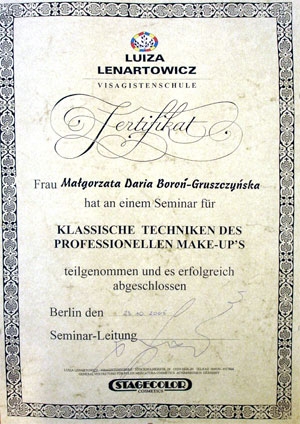 LUIZA
LENARTOWICZ
VISAGISTENSCHULE
Zertifikat
Frau Małgorzata Daria Boroń-Gruszczyńska
hat an einem Seminar für
KLASSISCHE TECHNIKEN DES
PROFESSIONELLEN MAKE-UP'S
teilgenommen und es erfolgreich
abgeschlossen
Berlin den
Seminar-Leitung
STAGECOLOR
COSMETICS